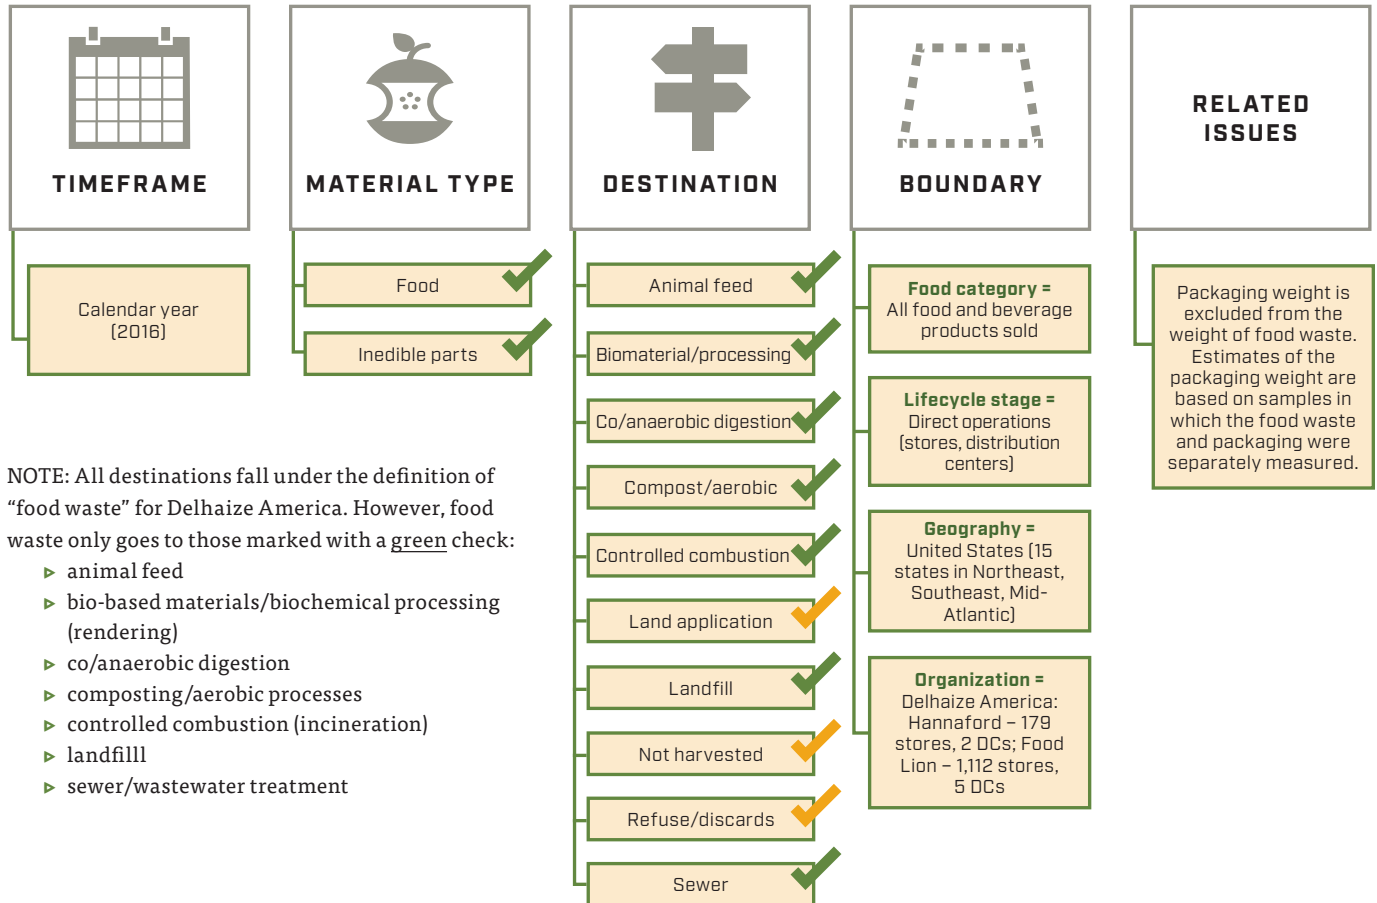 TIMEFRAME
Calendar year
(2016)
MATERIAL TYPE
Food
Inedible parts
DESTINATION
Animal feed
Biomaterial/processing
Co/anaerobic digestion
Compost/aerobic
Controlled combustion
Land application
Landfill
Not harvested
Refuse/discards
Sewer
BOUNDARY
Food category =
All food and beverage
products sold
Lifecycle stage =
Direct operations
(stores, distribution
centers)
Geography =
United States (15
states in Northeast,
Southeast, Mid-
Atlantic)
Organization =
Delhaize America:
Hannaford – 179
stores, 2 DCs; Food
Lion – 1,112 stores,
5 DCs
RELATED
ISSUES
Packaging weight is
excluded from the
weight of food waste.
Estimates of the
packaging weight are
based on samples in
which the food waste
and packaging were
separately measured.
NOTE: All destinations fall under the definition of
“food waste” for Delhaize America. However, food
waste only goes to those marked with a green check:
animal feed
bio-based materials/biochemical processing
(rendering)
co/anaerobic digestion
composting/aerobic processes
controlled combustion (incineration)
landfilll
sewer/wastewater treatment